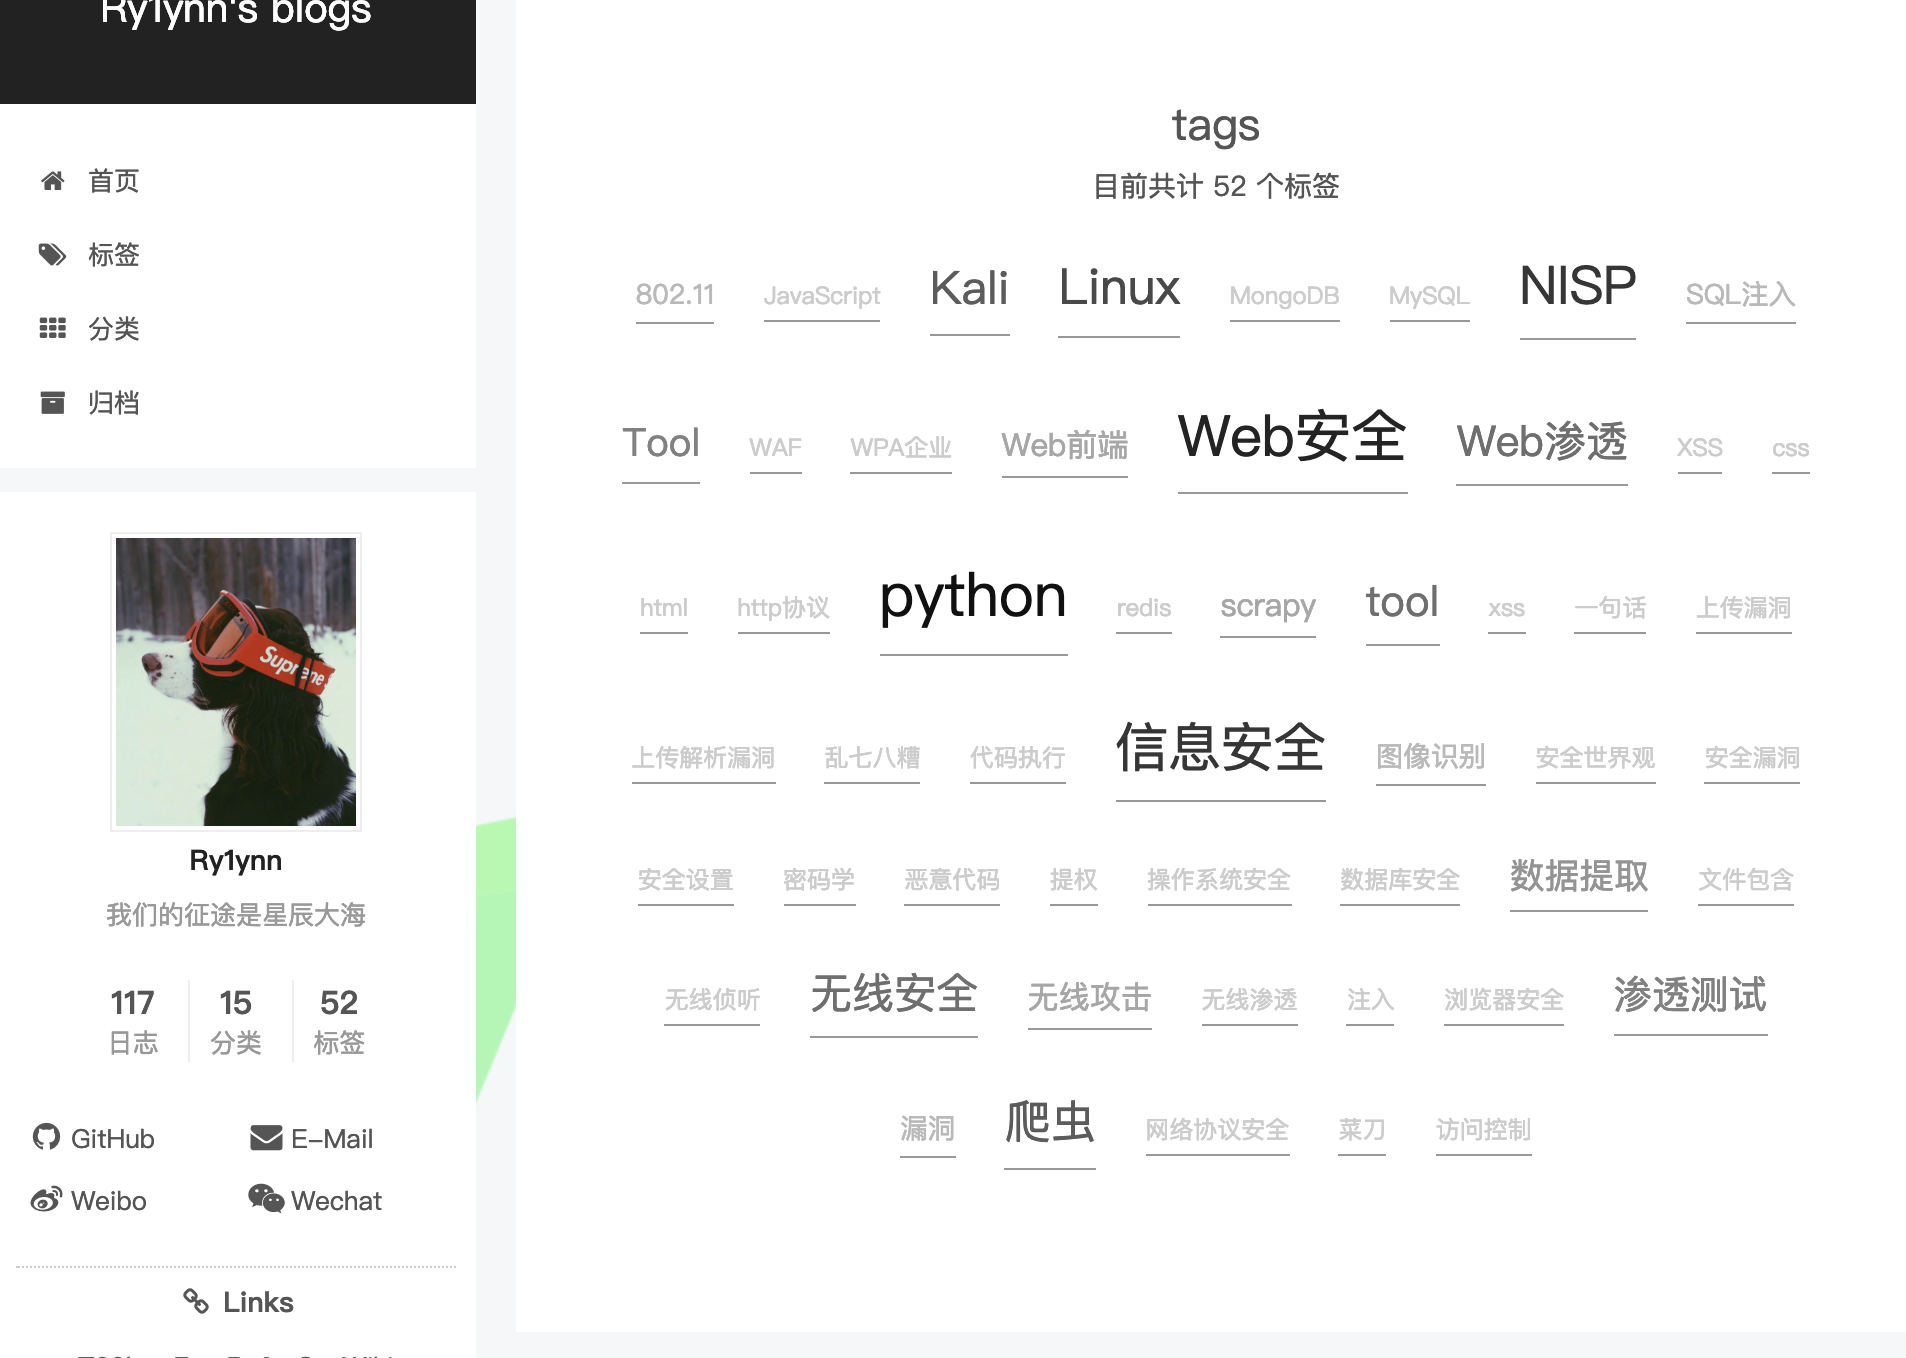 Ry1ynn's blogs
首页
标签
分类
归档
Supreme
Ry1ynn
我们的征途是星辰大海
117 15 52
日志 分类 标签
GitHub E-Mail
Weibo Wechat
Links
tags
目前共计 52 个标签
802.11 JavaScript Kali Linux MongoDB MySQL NISP SQL注入
Tool WAF WPA企业 Web前端 Web安全 Web渗透 XSS css
html http协议 python redis scrapy tool xss 一句话 上传漏洞
上传解析漏洞 乱七八糟 代码执行 信息安全 图像识别 安全世界观 安全漏洞
安全设置 密码学 恶意代码 提权 操作系统安全 数据库安全 数据提取 文件包含
无线侦听 无线安全 无线攻击 无线渗透 注入 浏览器安全 渗透测试
漏洞 爬虫 网络协议安全 菜刀 访问控制